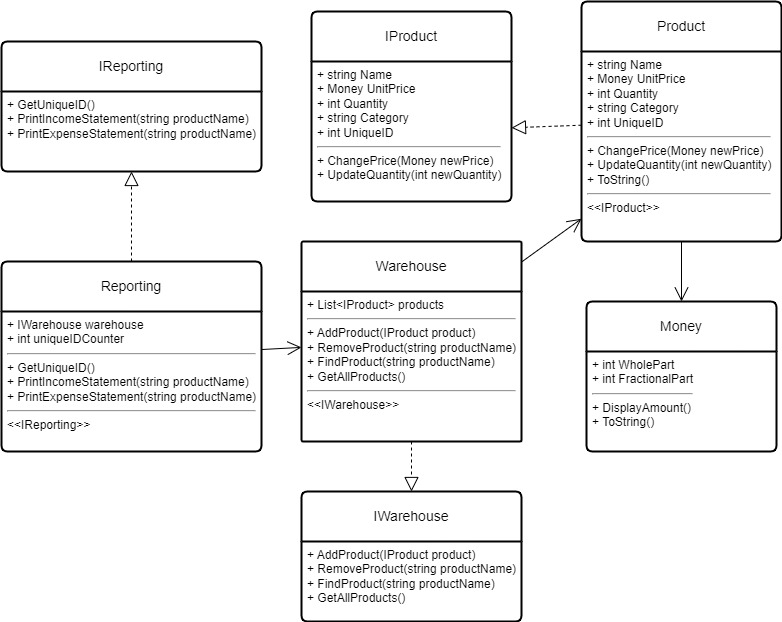 IReporting
+ GetUniqueID()
+ PrintIncomeStatement(string productName)
+ PrintExpenseStatement(string productName)
IProduct
+ string Name
+ Money UnitPrice
+ int Quantity
+ string Category
+ int UniqueID
+ ChangePrice(Money newPrice)
+ UpdateQuantity(int newQuantity)
Product
+ string Name
+ Money UnitPrice
+ int Quantity
+ string Category
+ int UniqueID
+ ChangePrice(Money newPrice)
+ UpdateQuantity(int newQuantity)
+ ToString()
<<IProduct>>
Reporting
+ IWarehouse warehouse
+ int uniqueIDCounter
+ GetUniqueID()
+ PrintIncomeStatement(string productName)
+ PrintExpenseStatement(string productName)
<<IReporting>>
Warehouse
+ List<IProduct> products
+ AddProduct(IProduct product)
+ RemoveProduct(string productName)
+ FindProduct(string productName)
+ GetAllProducts()
<<IWarehouse>>
Money
+ int WholePart
+ int FractionalPart
+ DisplayAmount()
+ ToString()
IWarehouse
+ AddProduct(IProduct product)
+ RemoveProduct(string productName)
+ FindProduct(string productName)
+ GetAllProducts()